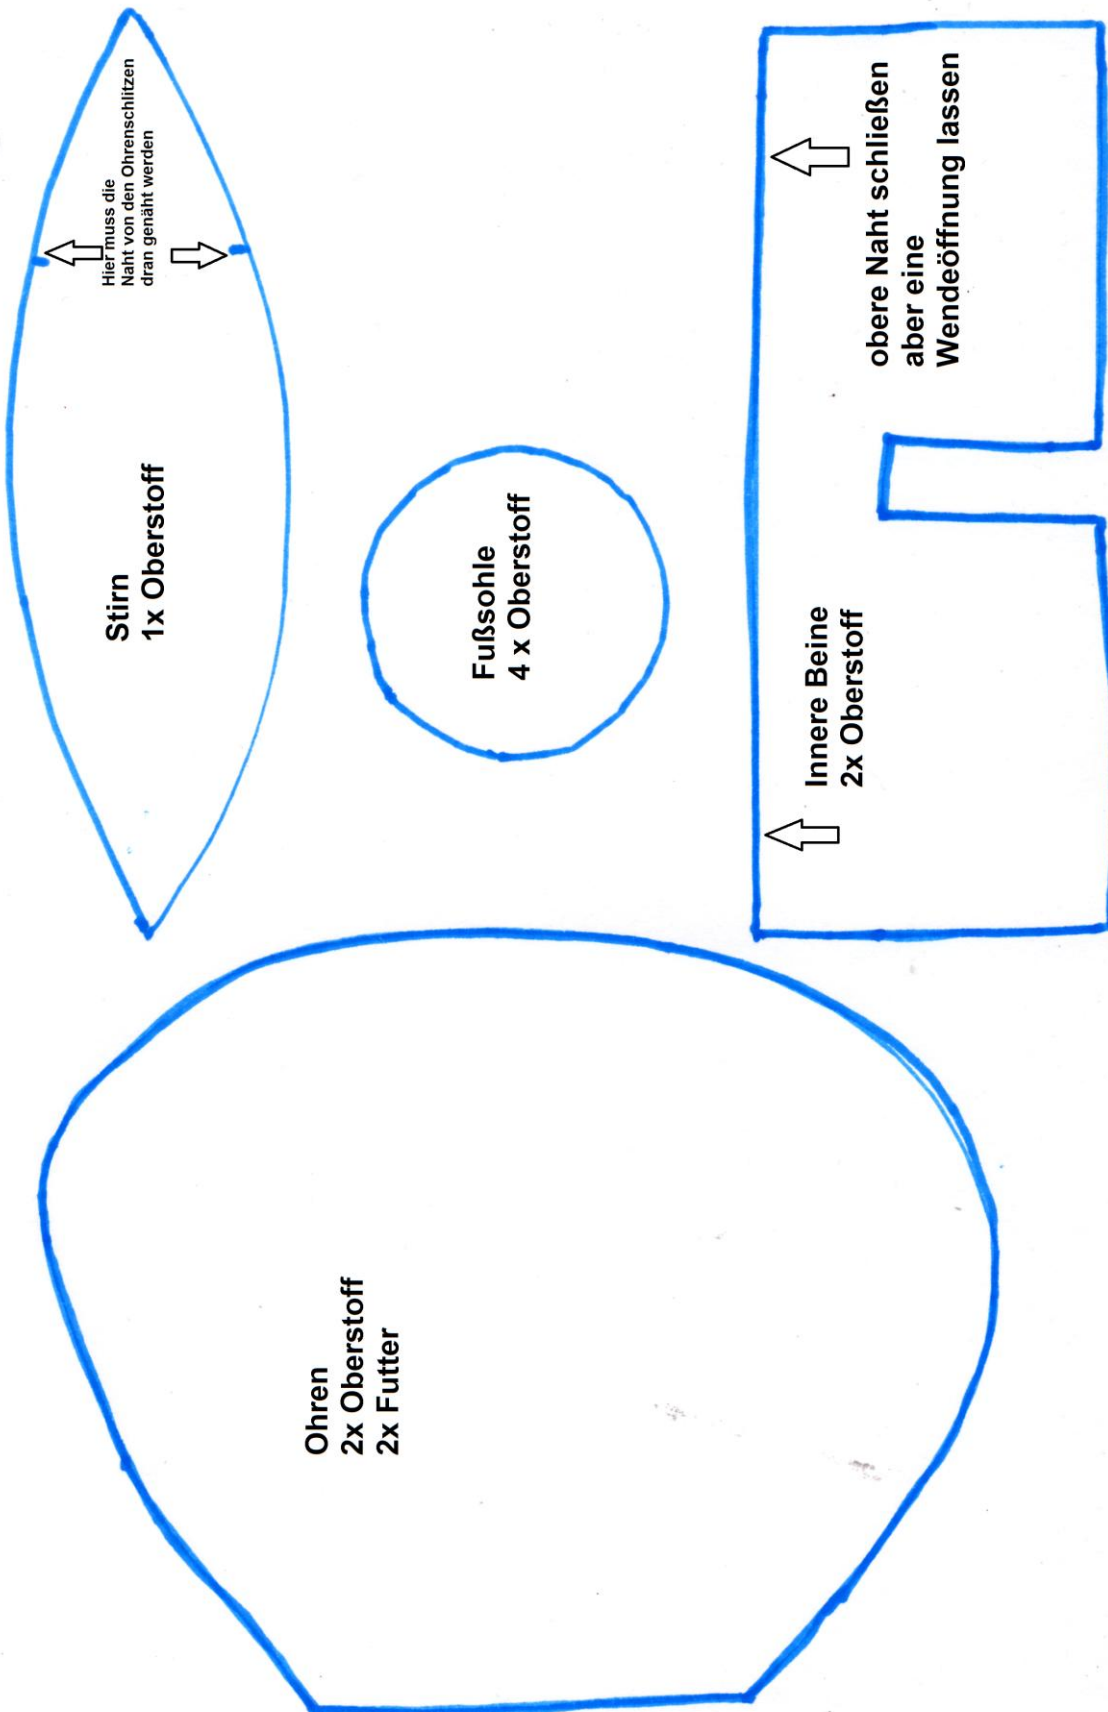 Hier muss die
Naht von den Ohrenschlitzen
dran genäht werden
Stirn
1x Oberstoff
Fußsohle
4 x Oberstoff
obere Naht schließen
aber eine
Wendeöffnung lassen
Innere Beine
2x Oberstoff
Ohren
2x Oberstoff
2x Futter